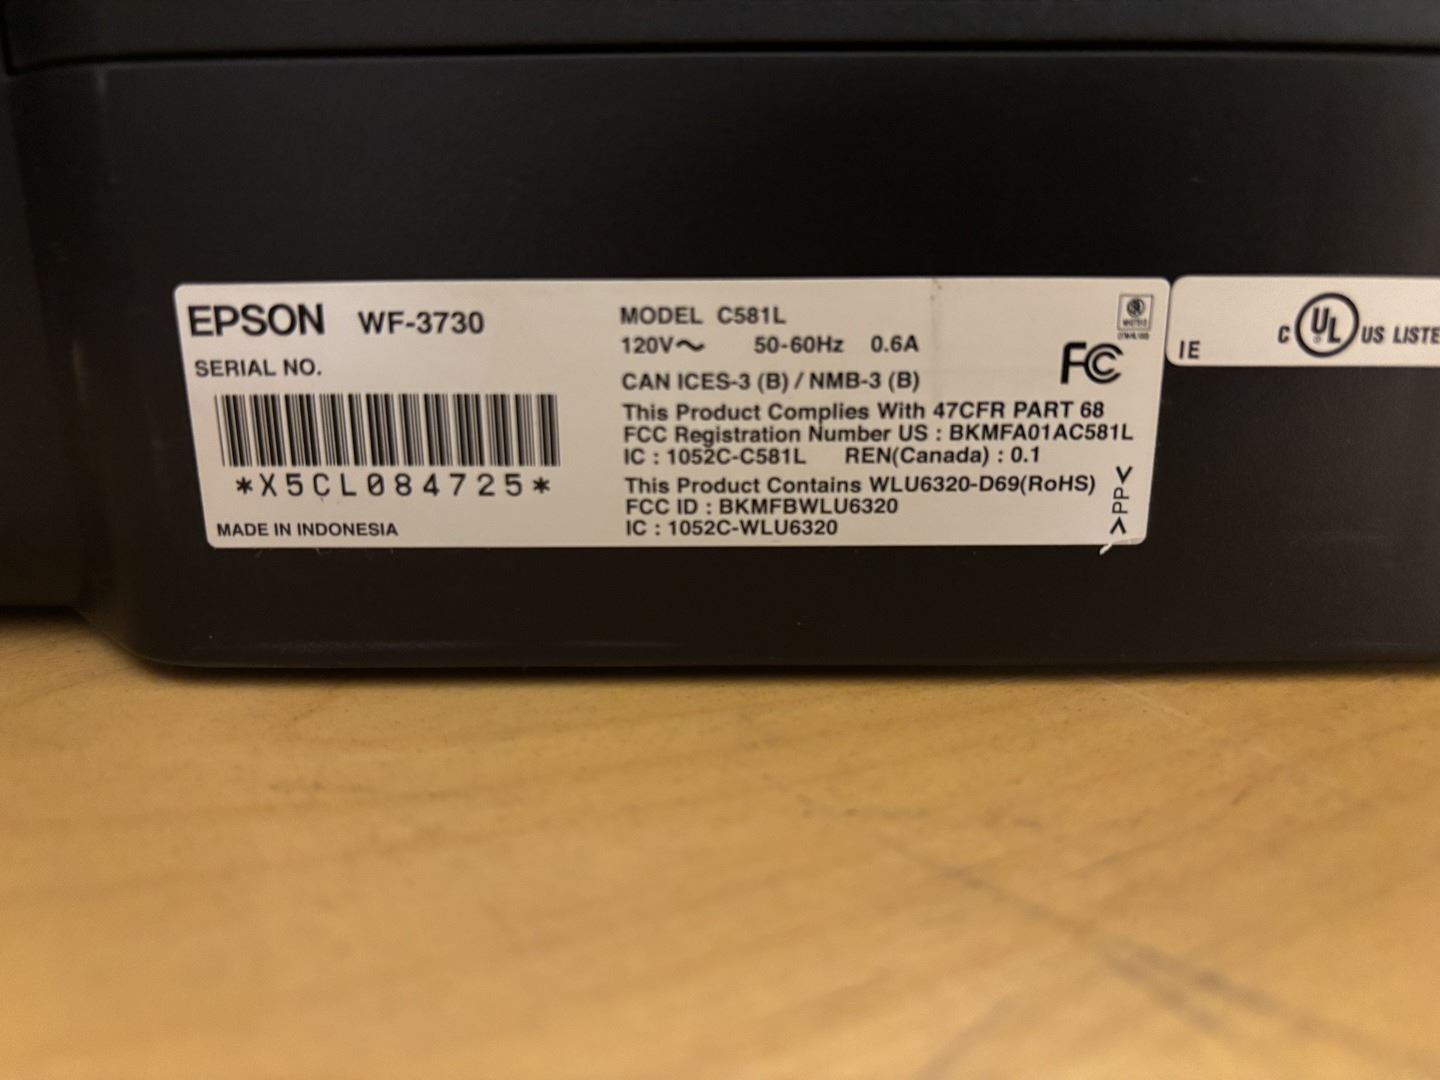 EPSON WF-3730
SERIAL NO.
*X5CL084725*
MADE IN INDONESIA
MODEL C581L
120V~ 50-60Hz 0.6A
CAN ICES-3 (B) / NMB-3 (B)
This Product Complies With 47CFR PART 68
FCC Registration Number US : BKMFA01AC581L
IC : 1052C-C581L REN(Canada) : 0.1
This Product Contains WLU6320-D69(RoHS)
FCC ID : BKMFBWLU6320
IC : 1052C-WLU6320
FC
>PP<
IE
C UL US LISTE